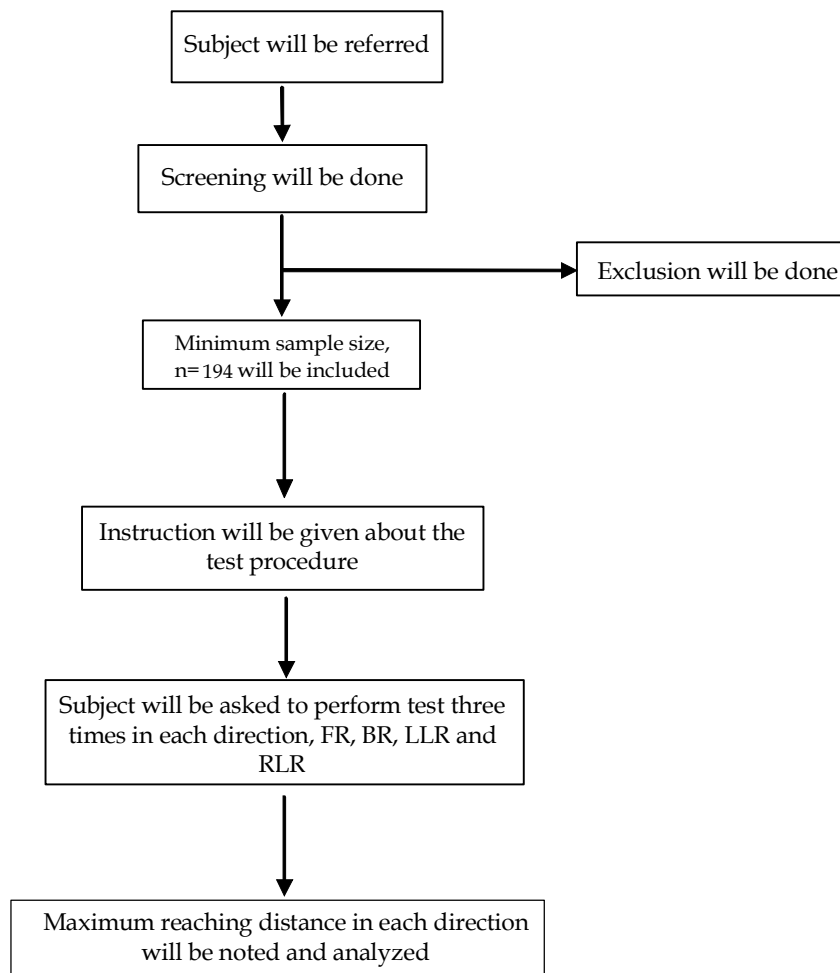 Subject will be referred
Screening will be done
Exclusion will be done
Minimum sample size,
n= 194 will be included
Instruction will be given about the
test procedure
Subject will be asked to perform test three
times in each direction, FR, BR, LLR and
RLR
Maximum reaching distance in each direction
will be noted and analyzed